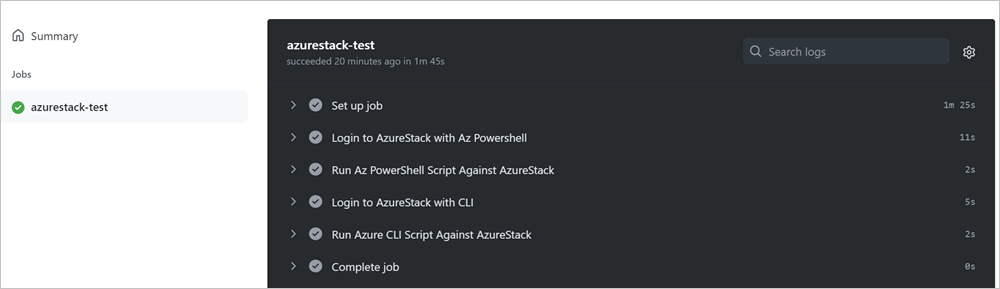 Summary
Jobs
azurestack-test
azurestack-test
succeeded 20 minutes ago in 1m 45s
Search logs
Set up job 1m 25s
Login to AzureStack with Az Powershell 11s
Run Az PowerShell Script Against AzureStack 2s
Login to AzureStack with CLI 5s
Run Azure CLI Script Against AzureStack 2s
Complete job 0s